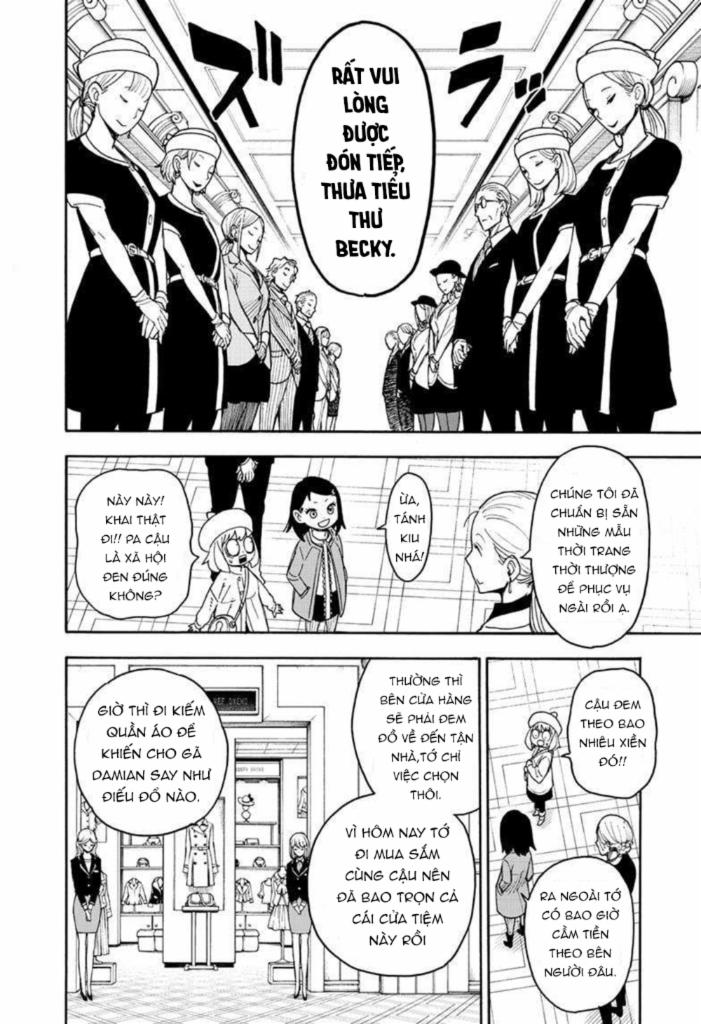 ズラッ
RẤT VUI
LÒNG
ĐƯỢC
ĐÓN TIẾP,
THƯA TIỂU
THƯ
BECKY.
CHÚNG TÔI ĐÃ
CHUẨN BỊ SẴN
NHỮNG MẪU
THỜI TRANG
THỜI THƯỢNG
ĐỂ PHỤC VỤ
NGÀI RỒI Ạ.
ỪA,
TÁNH
KIU
NHÁ!
NÀY NÀY!
KHAI THẬT
ĐI!! PA CẬU
LÀ XÃ HỘI
ĐEN ĐÚNG
KHÔNG?
CẬU ĐEM
THEO BAO
NHIÊU XIỀN
ĐÓ!!
RA NGOÀI TỚ
CÓ BAO GIỜ
CẦM TIỀN
THEO BÊN
NGƯỜI ĐÂU.
THƯỜNG THÌ
BÊN CỬA HÀNG
SẼ PHẢI ĐEM
ĐỒ VỀ ĐẾN TẬN
NHÀ,TỚ CHỈ
VIỆC CHỌN
THÔI.
VÌ HÔM NAY TỚ
ĐI MUA SẮM
CÙNG CẬU NÊN
ĐÃ BAO TRỌN CẢ
CÁI CỬA TIỆM
NÀY RỒI
GIỜ THÌ ĐI KIẾM
QUẦN ÁO ĐỂ
KHIẾN CHO GÃ
DAMIAN SAY NHƯ
ĐIẾU ĐỔ NÀO.